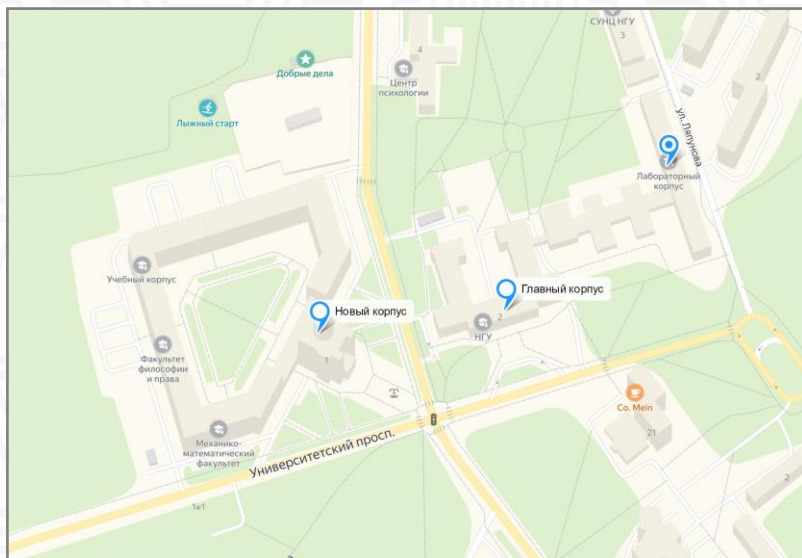 СУНЦ НГУ
3
4
Добрые дела
Центр
психологии
2
Лыжный старт
ул. Ляпунова
Лабораторный
корпус
Учебный корпус
Главный корпус
Новый корпус
2
НГУ
Факультет
философии
и права
1
Co. Mein
Механико-
математический
факультет
21
Университетский просп.
2
1к1